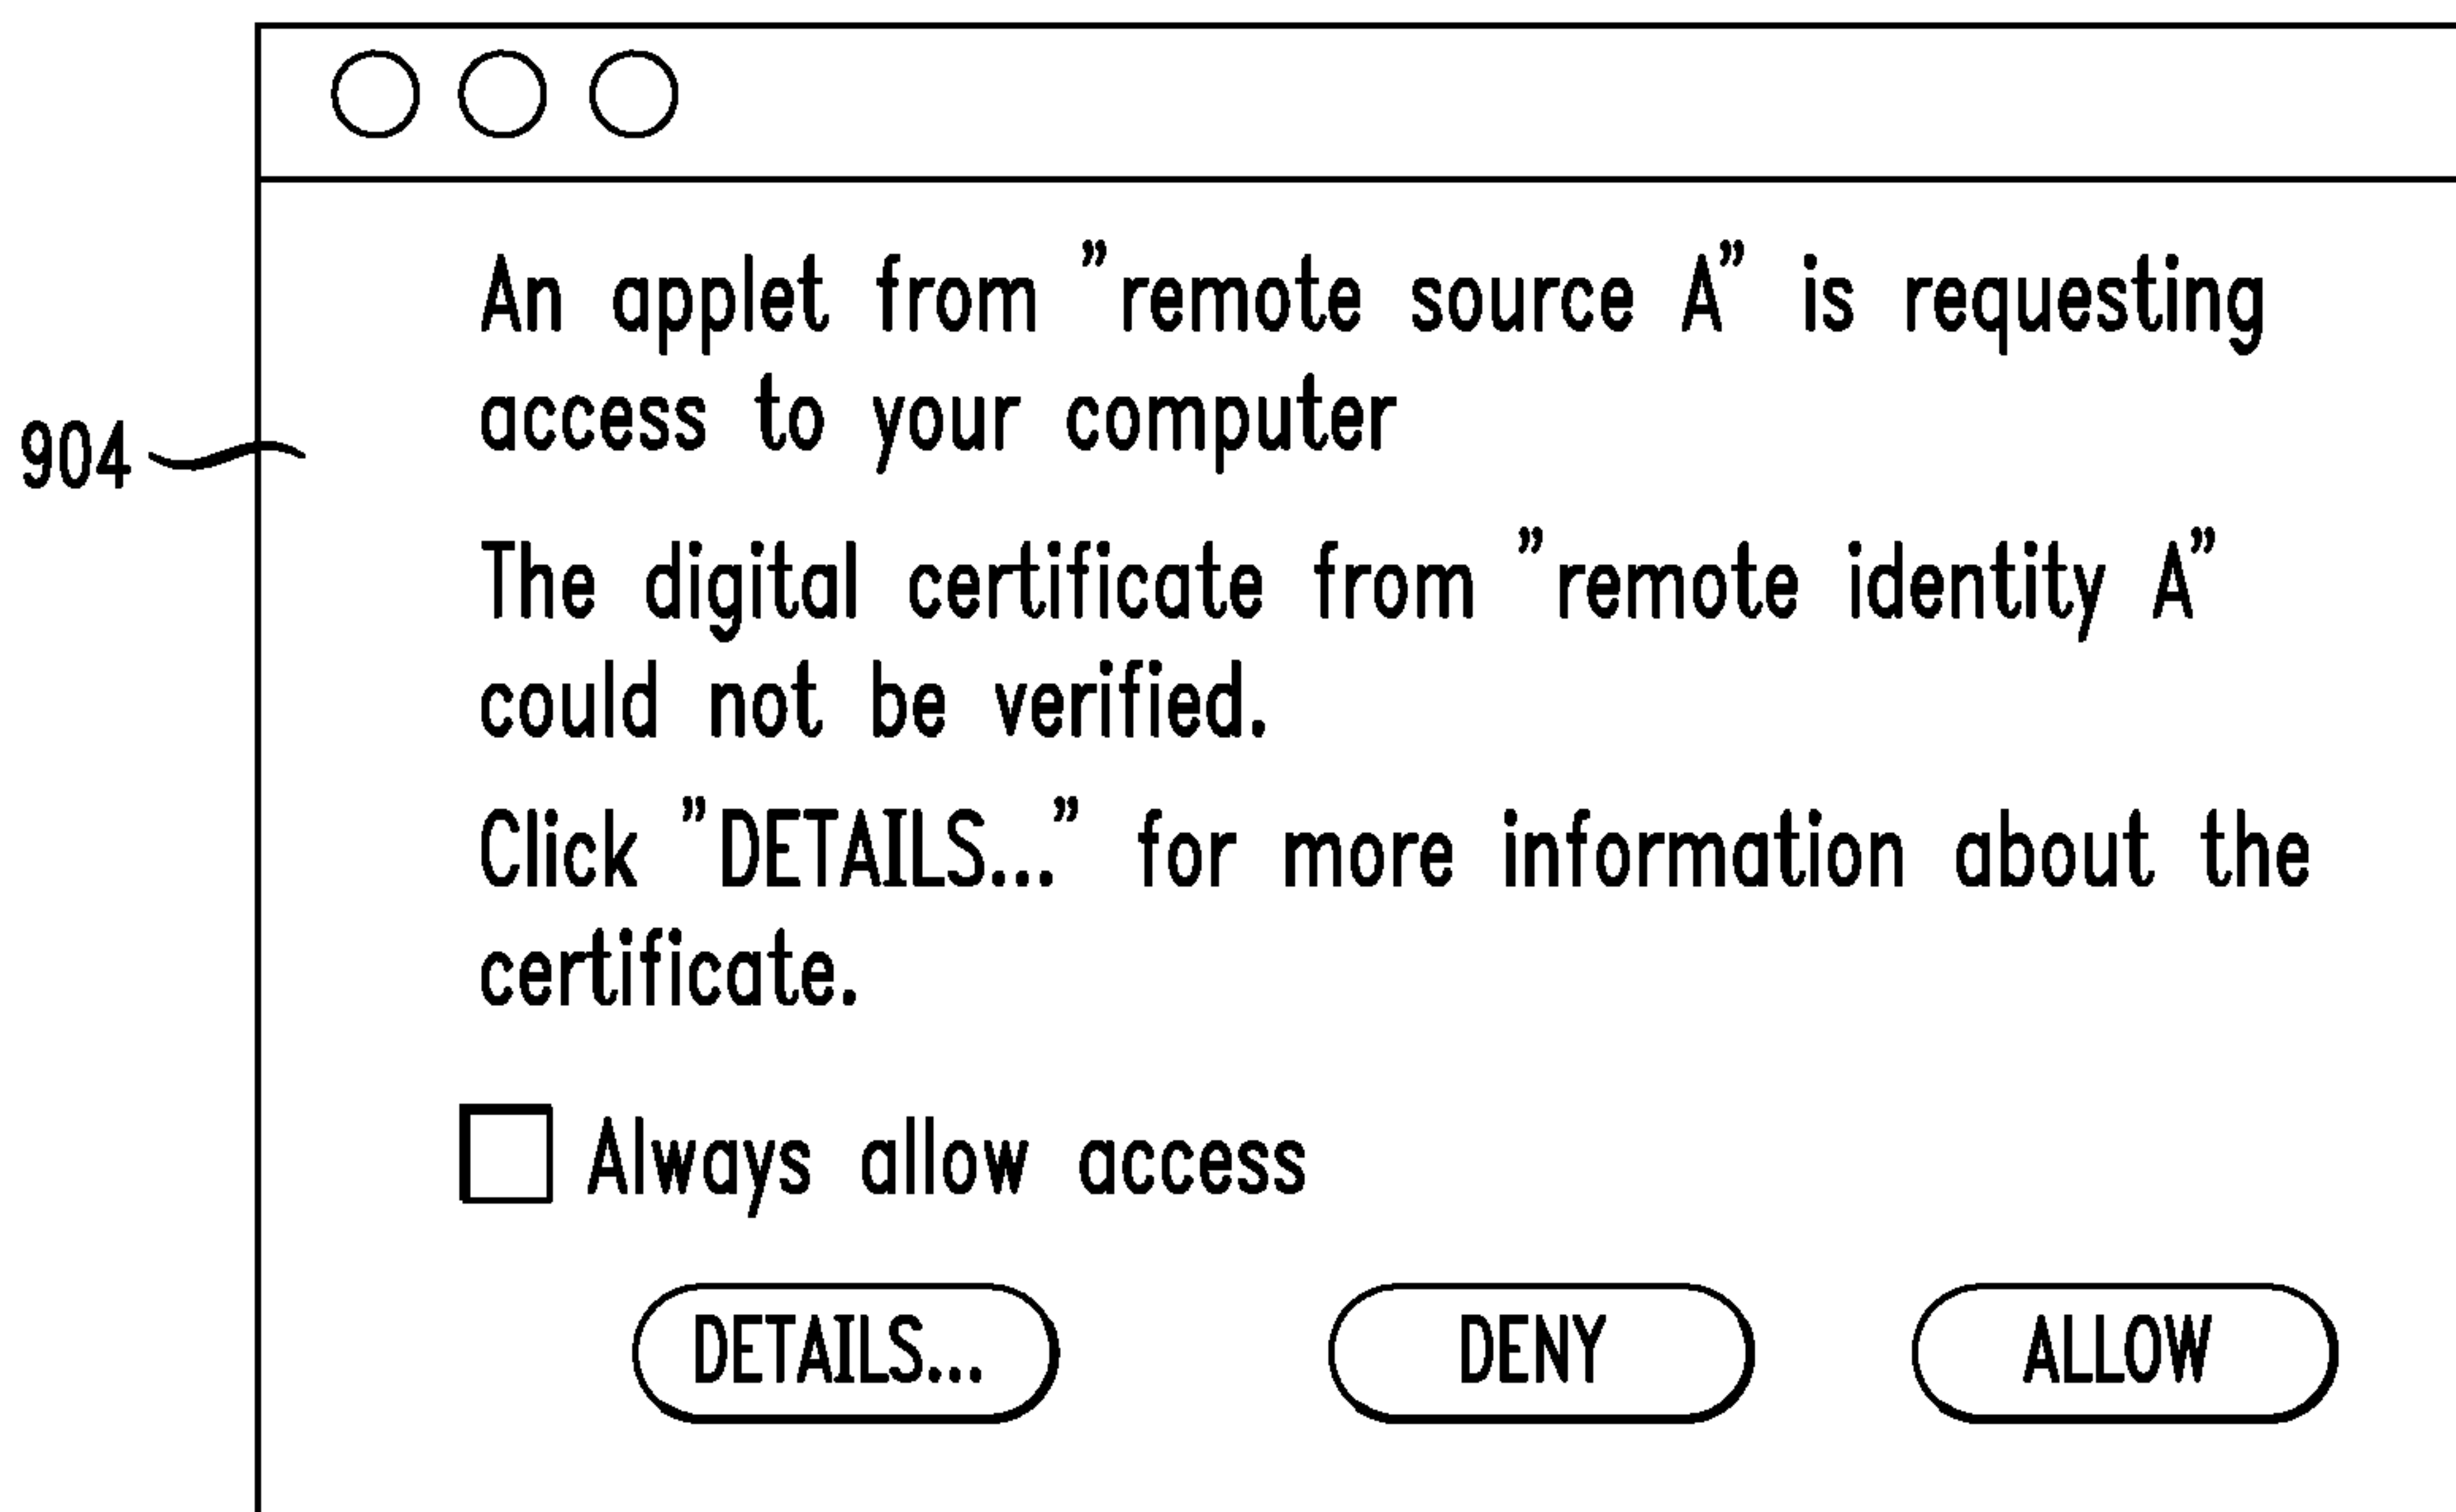 An applet from "remote source A" is requesting
access to your computer
904
The digital certificate from "remote identity A"
could not be verified.
Click "DETAILS..." for more information about the
certificate.
Always allow access
DETAILS... DENY ALLOW